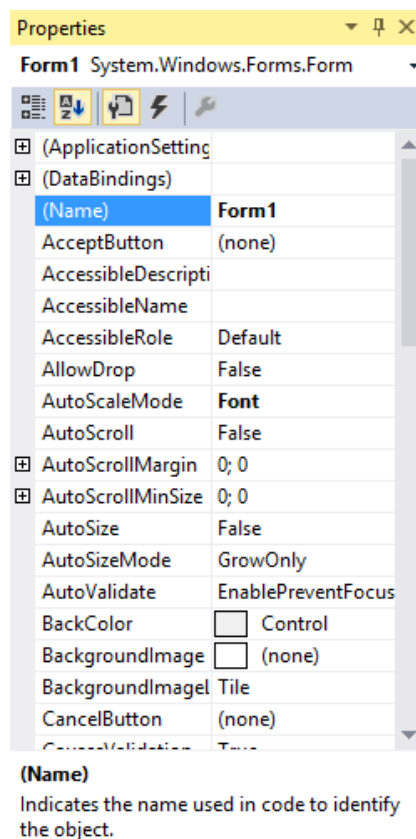 Properties
Form1 System.Windows.Forms.Form
(ApplicationSetting
(DataBindings)
(Name) Form1
AcceptButton (none)
AccessibleDescripti
AccessibleName
AccessibleRole Default
AllowDrop False
AutoScaleMode Font
AutoScroll False
AutoScrollMargin 0; 0
AutoScrollMinSize 0; 0
AutoSize False
AutoSizeMode GrowOnly
AutoValidate EnablePreventFocus
BackColor Control
BackgroundImage (none)
BackgroundImageL Tile
CancelButton (none)
(Name)
Indicates the name used in code to identify
the object.